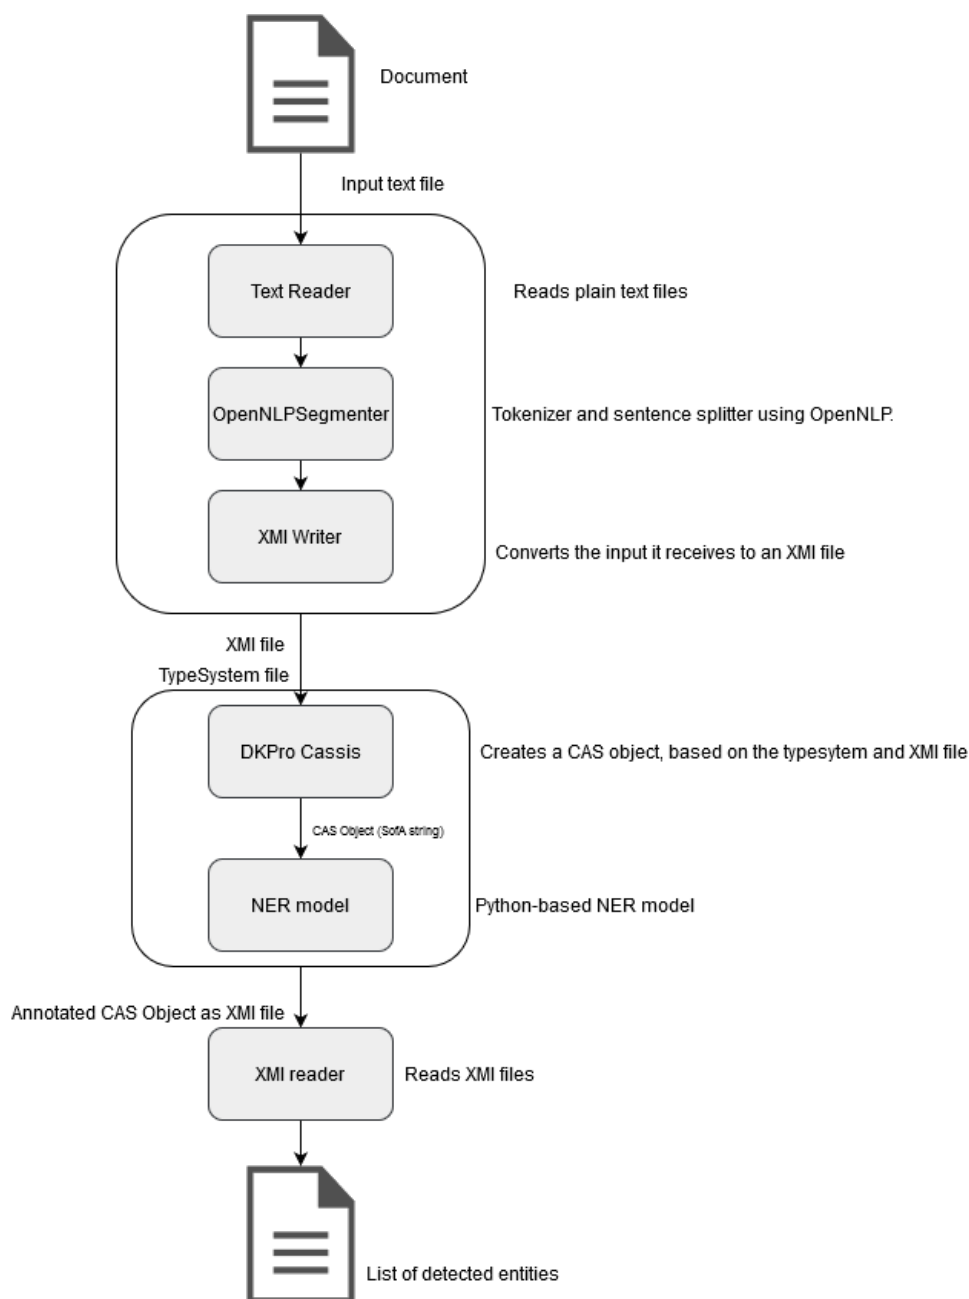 Document
Input text file
Text Reader
Reads plain text files
OpenNLPSegmenter
Tokenizer and sentence splitter using OpenNLP.
XMI Writer
Converts the input it receives to an XMI file
XMI file
TypeSystem file
DKPro Cassis
Creates a CAS object, based on the typesytem and XMI file
CAS Object (SofA string)
NER model
Python-based NER model
Annotated CAS Object as XMI file
XMI reader
Reads XMI files
List of detected entities